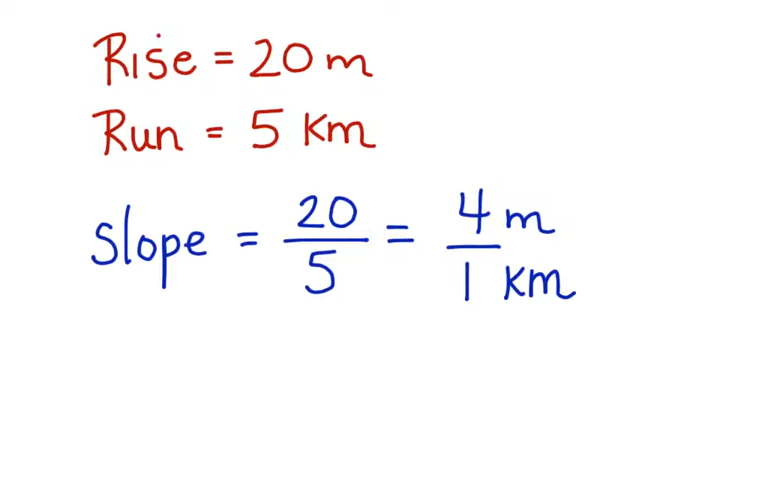 Rise = 20 m
Run = 5 km
Slope = 20/5 = 4 m/1 km